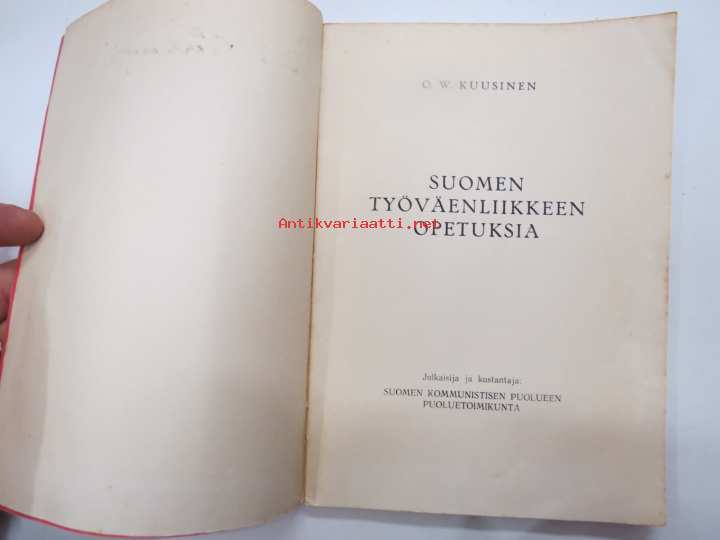 O. W. KUUSINEN
SUOMEN
TYÖVÄENLIIKKEEN
OPETUKSIA
Antikvariaatti.net
Julkaisija ja kustantaja:
SUOMEN KOMMUNISTISEN PUOLUEEN
PUOLUETOIMIKUNTA